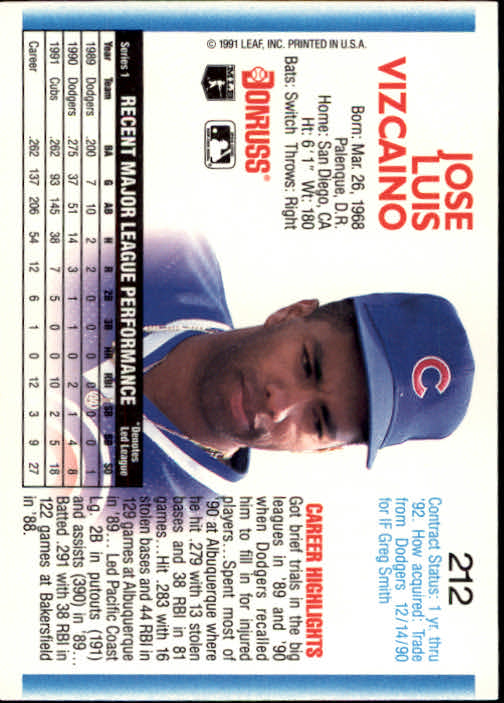 212
JOSE
LUIS
VIZCAINO
Born: Mar. 26, 1968
Palenque, D.R.
Home: San Diego, CA
Ht: 6'1" Wt: 180
Bats: Switch Throws: Right
DONRUSS
MLBPA
© 1991 LEAF, INC. PRINTED IN U.S.A.
Contract Status: 1 yr. thru
'92. How acquired: Trade
from Dodgers 12/14/90
for IF Greg Smith
C
CAREER HIGHLIGHTS
Got brief trials in the big
leagues in '89 and '90
when Dodgers recalled
him to fill in for injured
players...Spent most of
'90 at Albuquerque where
he hit .279 with 13 stolen
bases and 38 RBI in 81
games...Hit .283 with 16
stolen bases and 44 RBI in
129 games at Albuquerque
in '89... Led Pacific Coast
Lg. 2B in putouts (191)
and assists (390) in '89...
Batted .291 with 38 RBI in
122 games at Bakersfield
in '88.
Series 1 RECENT MAJOR LEAGUE PERFORMANCE *Denotes Led League
Year Team BA G AB H R 2B 3B HR RBI SB BB SO
1989 Dodgers .200 7 10 2 2 0 0 0 0 0 0 1
1990 Dodgers .275 37 51 14 3 1 1 0 2 1 4 8
1991 Cubs .262 93 145 38 7 5 0 0 10 2 5 18
Career .262 137 206 54 12 6 1 0 12 3 9 27